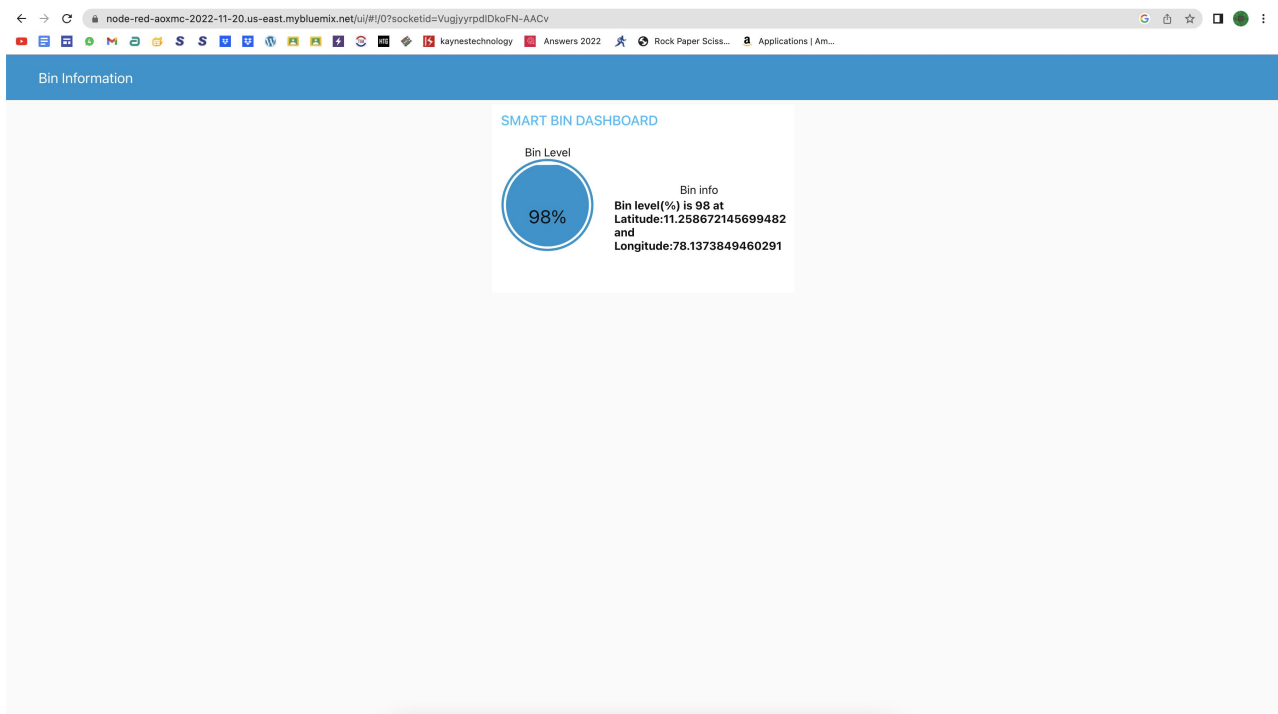 node-red-aoxmc-2022-11-20.us-east.mybluemix.net/ui/#!/0?socketid=VugjyyrpdIDkoFN-AACv
kaynestechnology Answers 2022 Rock Paper Sciss... Applications | Am...
Bin Information
SMART BIN DASHBOARD
Bin Level
98%
Bin info
Bin level(%) is 98 at
Latitude:11.258672145699482
and
Longitude:78.1373849460291